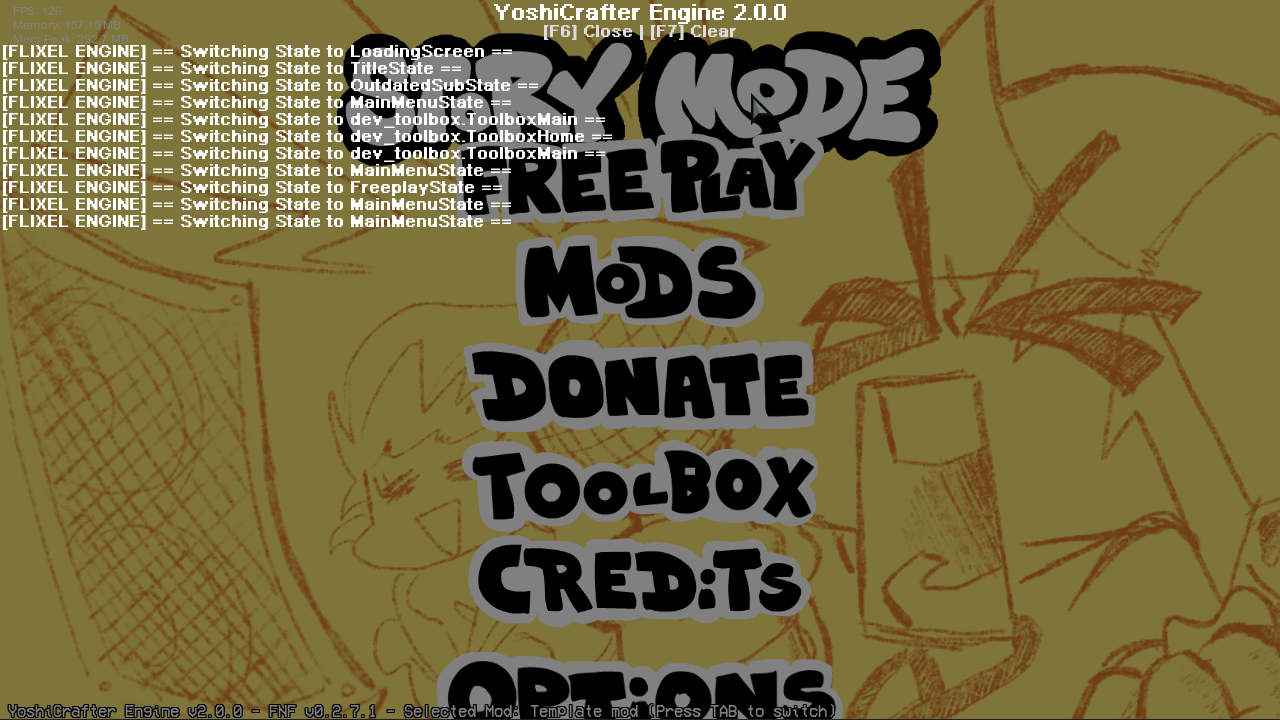 FPS: 128
Memory: 157.15 MB
YoshiCrafter Engine 2.0.0
[F6] Close | [F7] Clear
[FLIXEL ENGINE] == Switching State to LoadingScreen ==
[FLIXEL ENGINE] == Switching State to TitleState ==
[FLIXEL ENGINE] == Switching State to OutdatedSubState ==
[FLIXEL ENGINE] == Switching State to MainMenuState ==
[FLIXEL ENGINE] == Switching State to dev_toolbox.ToolboxMain ==
[FLIXEL ENGINE] == Switching State to dev_toolbox.ToolboxHome ==
[FLIXEL ENGINE] == Switching State to dev_toolbox.ToolboxMain ==
[FLIXEL ENGINE] == Switching State to MainMenuState ==
[FLIXEL ENGINE] == Switching State to FreeplayState ==
[FLIXEL ENGINE] == Switching State to MainMenuState ==
[FLIXEL ENGINE] == Switching State to MainMenuState ==
STORY MODE
FREEPLAY
MODS
DONATE
TOOLBOX
CREDITS
OPTIONS
YoshiCrafter Engine v2.0.0 - FNF v0.2.7.1 - Selected Mod: Template mod (Press TAB to switch)